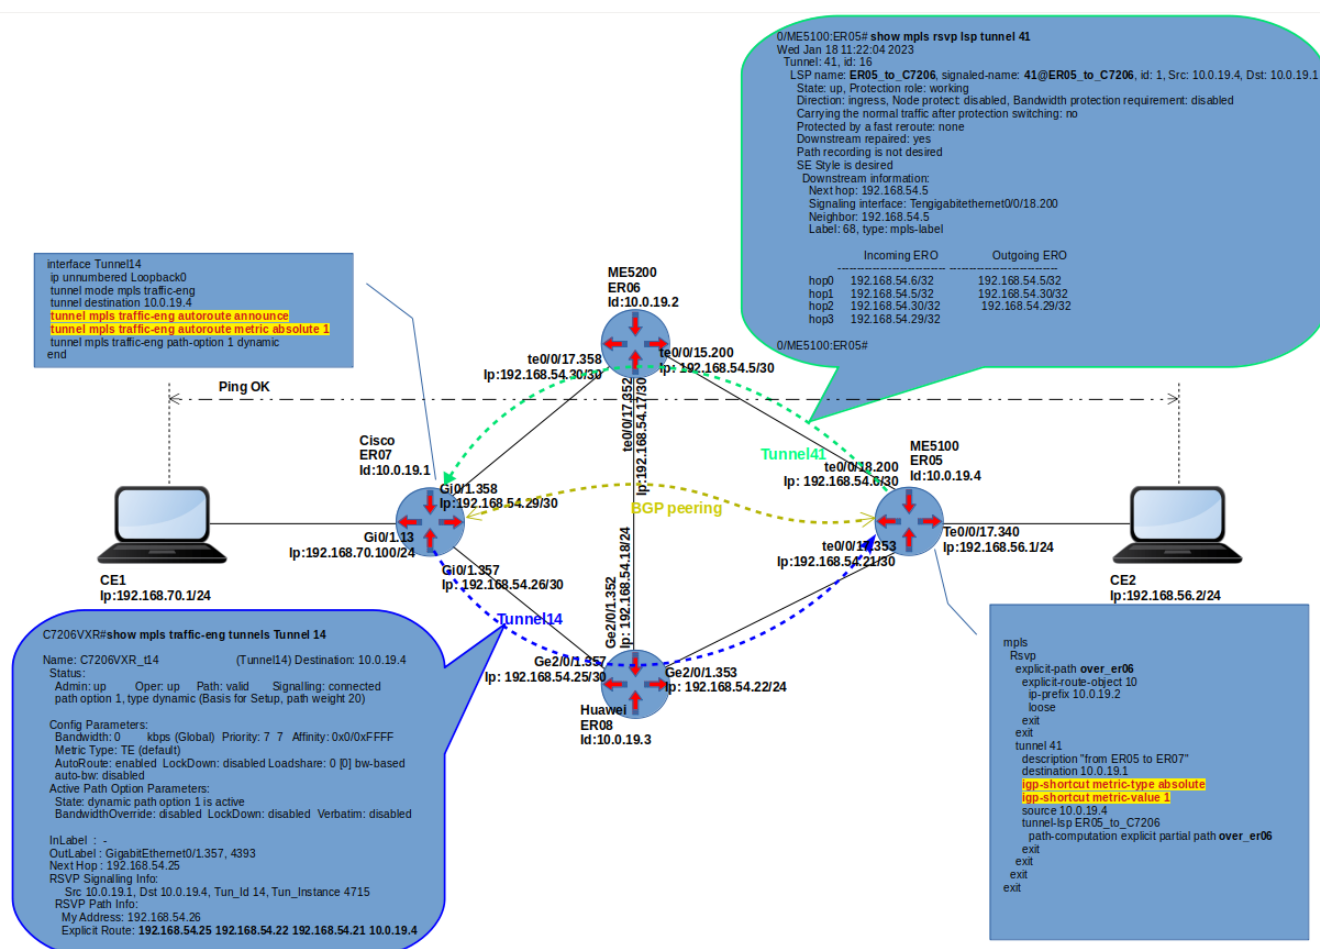 0/ME5100:ER05# show mpls rsvp lsp tunnel 41
Wed Jan 18 11:22:04 2023
Tunnel: 41, id: 16
LSP name: ER05_to_C7206, signaled-name: 41@ER05_to_C7206, id: 1, Src: 10.0.19.4, Dst: 10.0.19.1
State: up, Protection role: working
Direction: ingress, Node protect: disabled, Bandwidth protection requirement: disabled
Carrying the normal traffic after protection switching: no
Protected by a fast reroute: none
Downstream repaired: yes
Path recording is not desired
SE Style is desired
Downstream information:
Next hop: 192.168.54.5
Signaling interface: Tengigabitethernet0/0/18.200
Neighbor: 192.168.54.5
Label: 68, type: mpls-label
Incoming ERO Outgoing ERO
--------------------------- ---------------------------
hop0 192.168.54.6/32 192.168.54.5/32
hop1 192.168.54.5/32 192.168.54.30/32
hop2 192.168.54.30/32 192.168.54.29/32
hop3 192.168.54.29/32
0/ME5100:ER05#
interface Tunnel14
ip unnumbered Loopback0
tunnel mode mpls traffic-eng
tunnel destination 10.0.19.4
tunnel mpls traffic-eng autoroute announce
tunnel mpls traffic-eng autoroute metric absolute 1
tunnel mpls traffic-eng path-option 1 dynamic
end
ME5200
ER06
Id:10.0.19.2
te0/0/17.358
Ip:192.168.54.30/30
te0/0/15.200
Ip: 192.168.54.5/30
te0/0/17.352
Ip:192.168.54.17/30
Ping OK
Cisco
ER07
Id:10.0.19.1
Gi0/1.358
Ip:192.168.54.29/30
Gi0/1.13
Ip:192.168.70.100/24
Gi0/1.357
Ip: 192.168.54.26/30
Tunnel41
BGP peering
ME5100
ER05
Id:10.0.19.4
te0/0/18.200
Ip: 192.168.54.6/30
te0/0/17.353
Ip:192.168.54.21/30
Te0/0/17.340
Ip:192.168.56.1/24
CE1
Ip:192.168.70.1/24
CE2
Ip:192.168.56.2/24
Ge2/0/1.352
Ip: 192.168.54.18/24
Tunnel14
Ge2/0/1.357
Ip: 192.168.54.25/30
Ge2/0/1.353
Ip: 192.168.54.22/24
Huawei
ER08
Id:10.0.19.3
C7206VXR#show mpls traffic-eng tunnels Tunnel 14
Name: C7206VXR_t14 (Tunnel14) Destination: 10.0.19.4
Status:
Admin: up Oper: up Path: valid Signalling: connected
path option 1, type dynamic (Basis for Setup, path weight 20)
Config Parameters:
Bandwidth: 0 kbps (Global) Priority: 7 7 Affinity: 0x0/0xFFFF
Metric Type: TE (default)
AutoRoute: enabled LockDown: disabled Loadshare: 0 [0] bw-based
auto-bw: disabled
Active Path Option Parameters:
State: dynamic path option 1 is active
BandwidthOverride: disabled LockDown: disabled Verbatim: disabled
InLabel : -
OutLabel : GigabitEthernet0/1.357, 4393
Next Hop : 192.168.54.25
RSVP Signalling Info:
Src 10.0.19.1, Dst 10.0.19.4, Tun_Id 14, Tun_Instance 4715
RSVP Path Info:
My Address: 192.168.54.26
Explicit Route: 192.168.54.25 192.168.54.22 192.168.54.21 10.0.19.4
mpls
Rsvp
explicit-path over_er06
explicit-route-object 10
ip-prefix 10.0.19.2
loose
exit
exit
tunnel 41
description "from ER05 to ER07"
destination 10.0.19.1
igp-shortcut metric-type absolute
igp-shortcut metric-value 1
source 10.0.19.4
tunnel-lsp ER05_to_C7206
path-computation explicit partial path over_er06
exit
exit
exit
exit